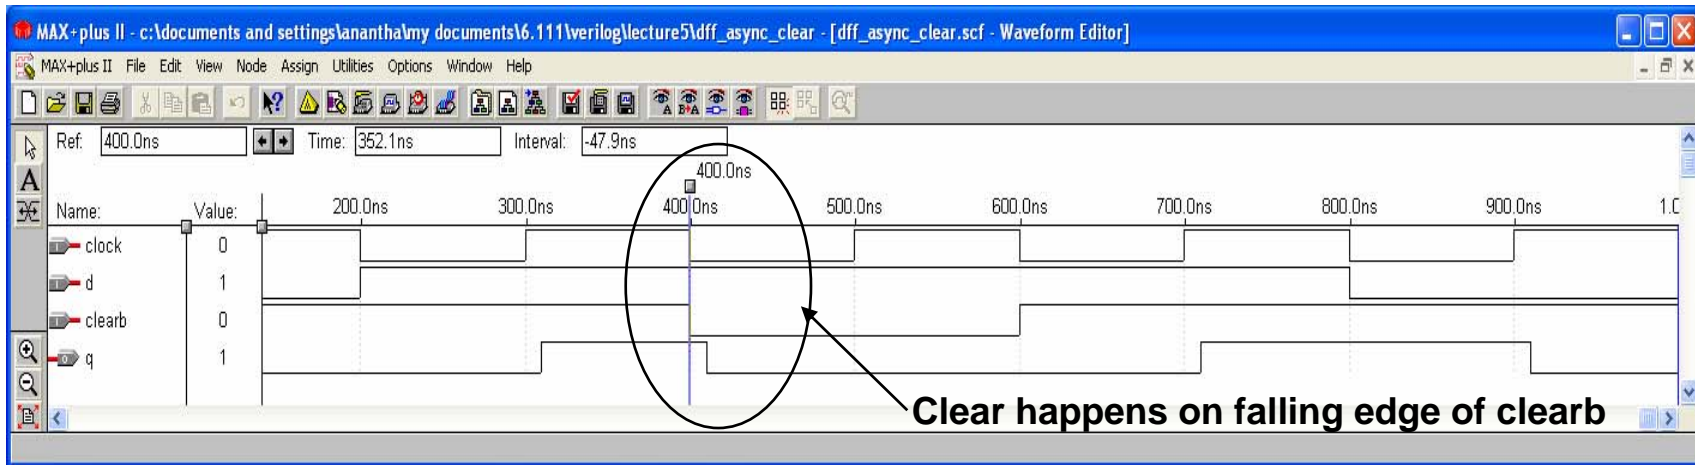 MAX+plus II - c:\documents and settings\anantha\my documents\6.111\verilog\lecture5\dff_async_clear - [dff_async_clear.scf - Waveform Editor]
MAX+plus II File Edit View Node Assign Utilities Options Window Help
Ref: 400.0ns Time: 352.1ns Interval: -47.9ns
400.0ns
Name: Value: 200.0ns 300.0ns 400.0ns 500.0ns 600.0ns 700.0ns 800.0ns 900.0ns
clock 0
d 1
clearb 0
q 1
Clear happens on falling edge of clearb